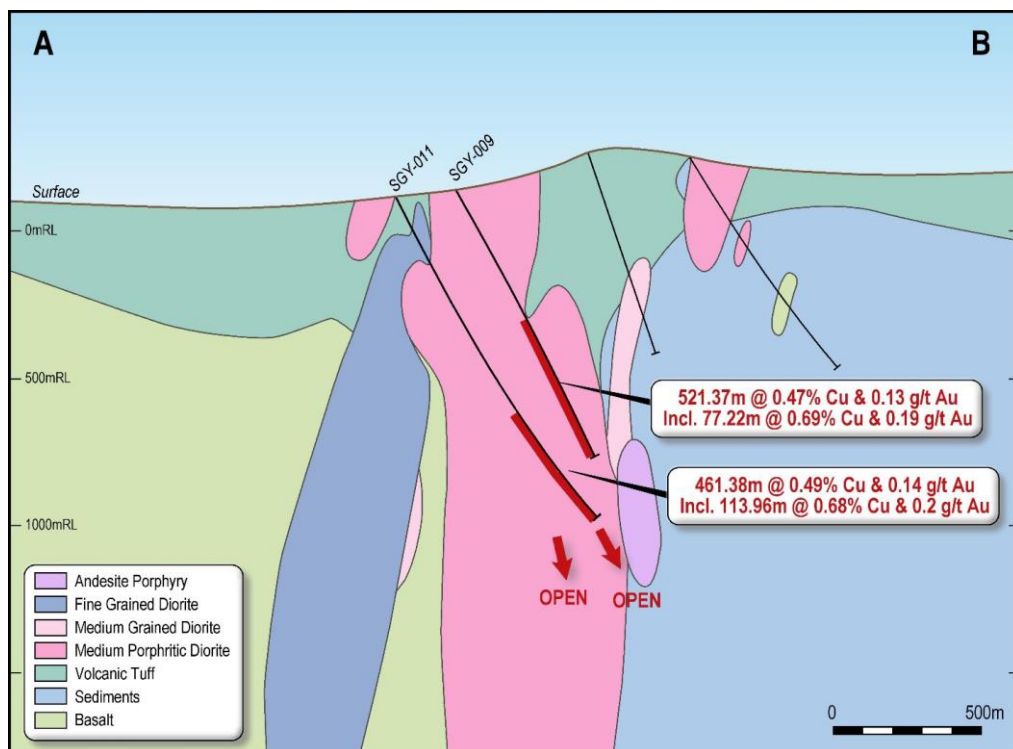 A
B
SGY-011
SGY-009
Surface
0mRL
500mRL
521.37m @ 0.47% Cu & 0.13 g/t Au
Incl. 77.22m @ 0.69% Cu & 0.19 g/t Au
461.38m @ 0.49% Cu & 0.14 g/t Au
Incl. 113.96m @ 0.68% Cu & 0.2 g/t Au
1000mRL
OPEN
OPEN
Andesite Porphyry
Fine Grained Diorite
Medium Grained Diorite
Medium Porphritic Diorite
Volcanic Tuff
Sediments
Basalt
0
500m